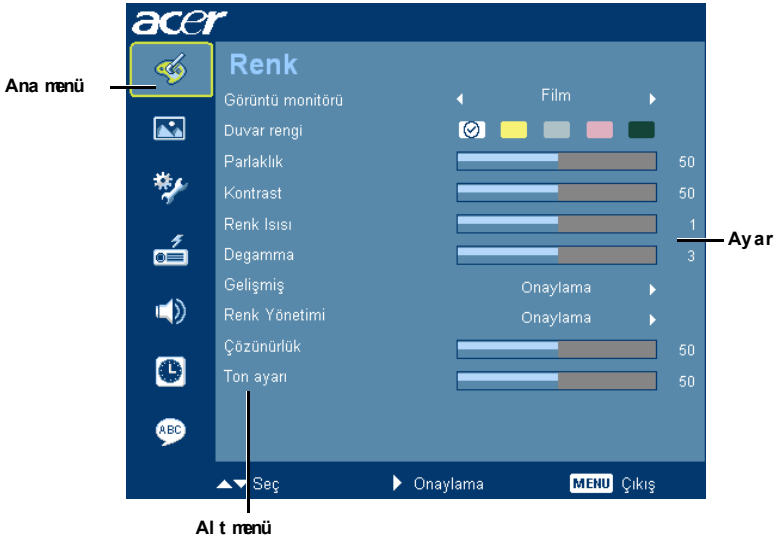 acer
Renk
Ana menü
Görüntü monitörü Film
Duvar rengi
Parlaklık 50
Kontrast 50
Renk Isısı 1
Ayar
Degamma 3
Gelişmiş Onaylama
Renk Yönetimi Onaylama
Çözünürlük 50
Ton ayarı 50
ABC
Seç Onaylama MENU Çıkış
Alt menü